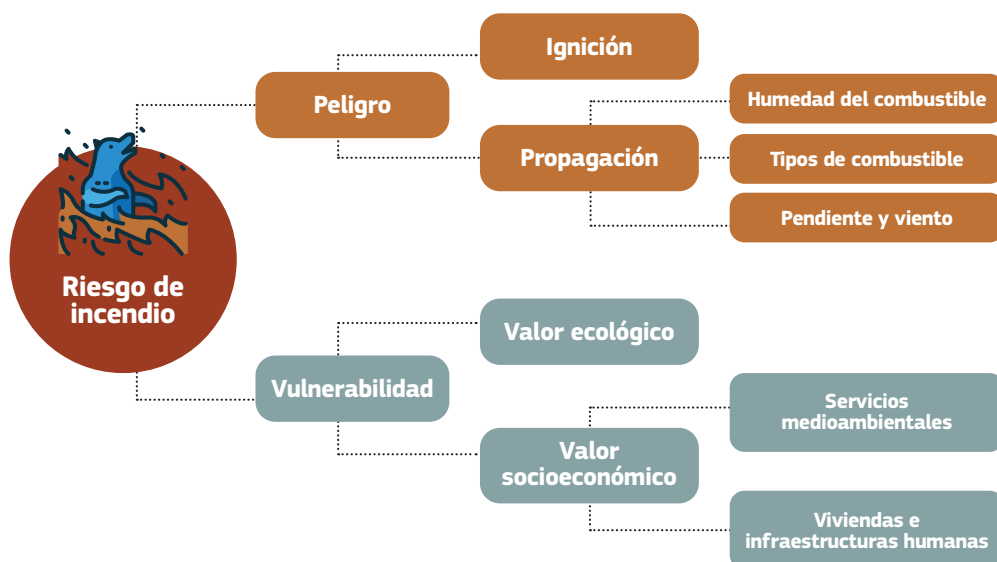 Riesgo de
incendio
Peligro
Ignición
Propagación
Humedad del combustible
Tipos de combustible
Pendiente y viento
Vulnerabilidad
Valor ecológico
Valor
socioeconómico
Servicios
medioambientales
Viviendas e
infraestructuras humanas